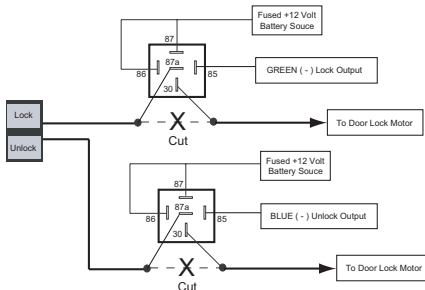 Fused +12 Volt
Battery Souce
87
87a
86
85
30
GREEN ( - ) Lock Output
Lock
Unlock
X
Cut
To Door Lock Motor
Fused +12 Volt
Battery Souce
87
87a
86
85
30
BLUE ( - ) Unlock Output
X
Cut
To Door Lock Motor